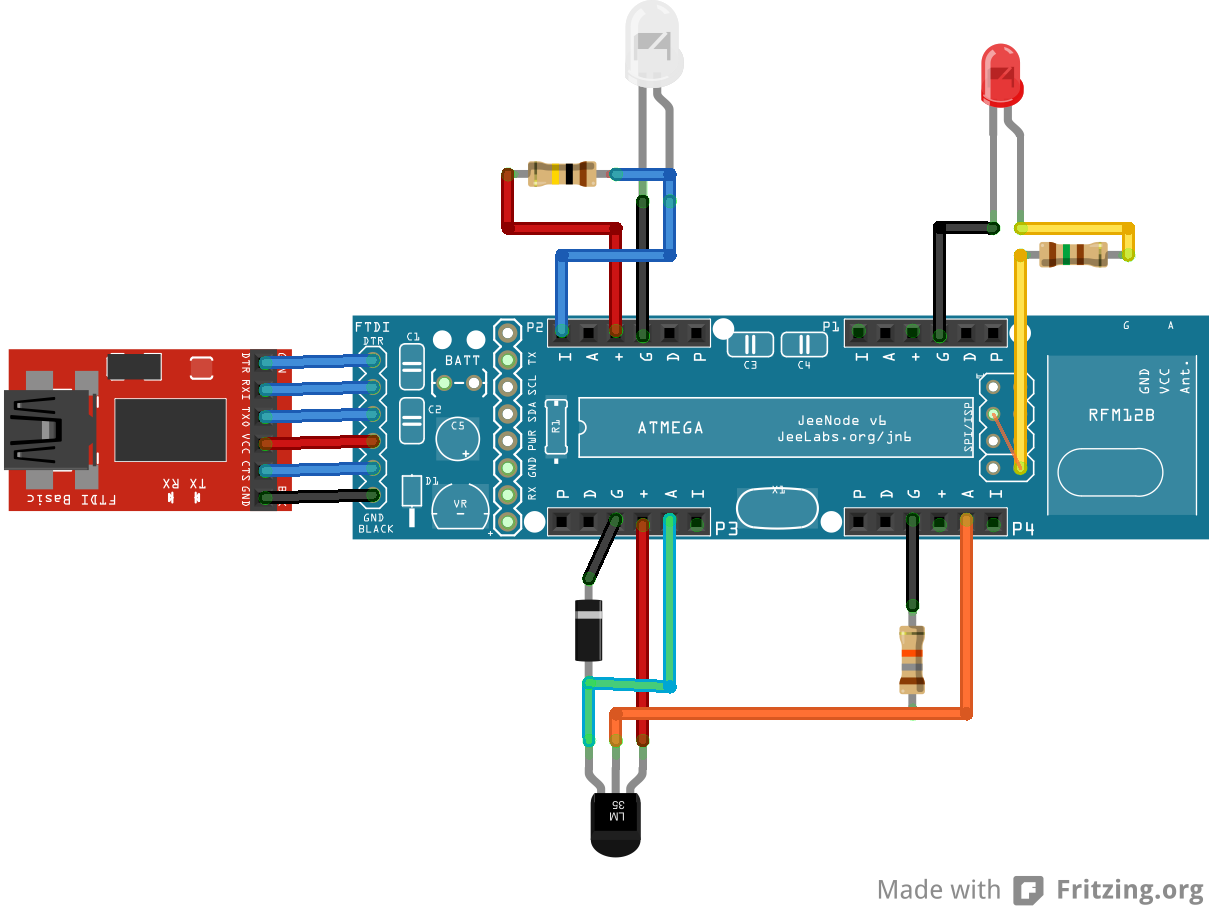 FTDI
DTR
C1
P2
I A + G D P
P1
I A + G D P
G A
BATT
C3 C4
TX
SCL
SDA
PWR
GND
RX
DTR
RXI
TXO
VCC
CTS
GND
C2
C5
+
R1
ATMEGA
JeeNode v6
JeeLabs.org/jn6
SPI/ISP
RFM12B
GND
VCC
Ant.
TX
RX
FTDI Basic
D1
VR
X1
GND
BLACK
+
P D G + A I
P3
P D G + A I
P4
LM
35
Made with Fritzing.org